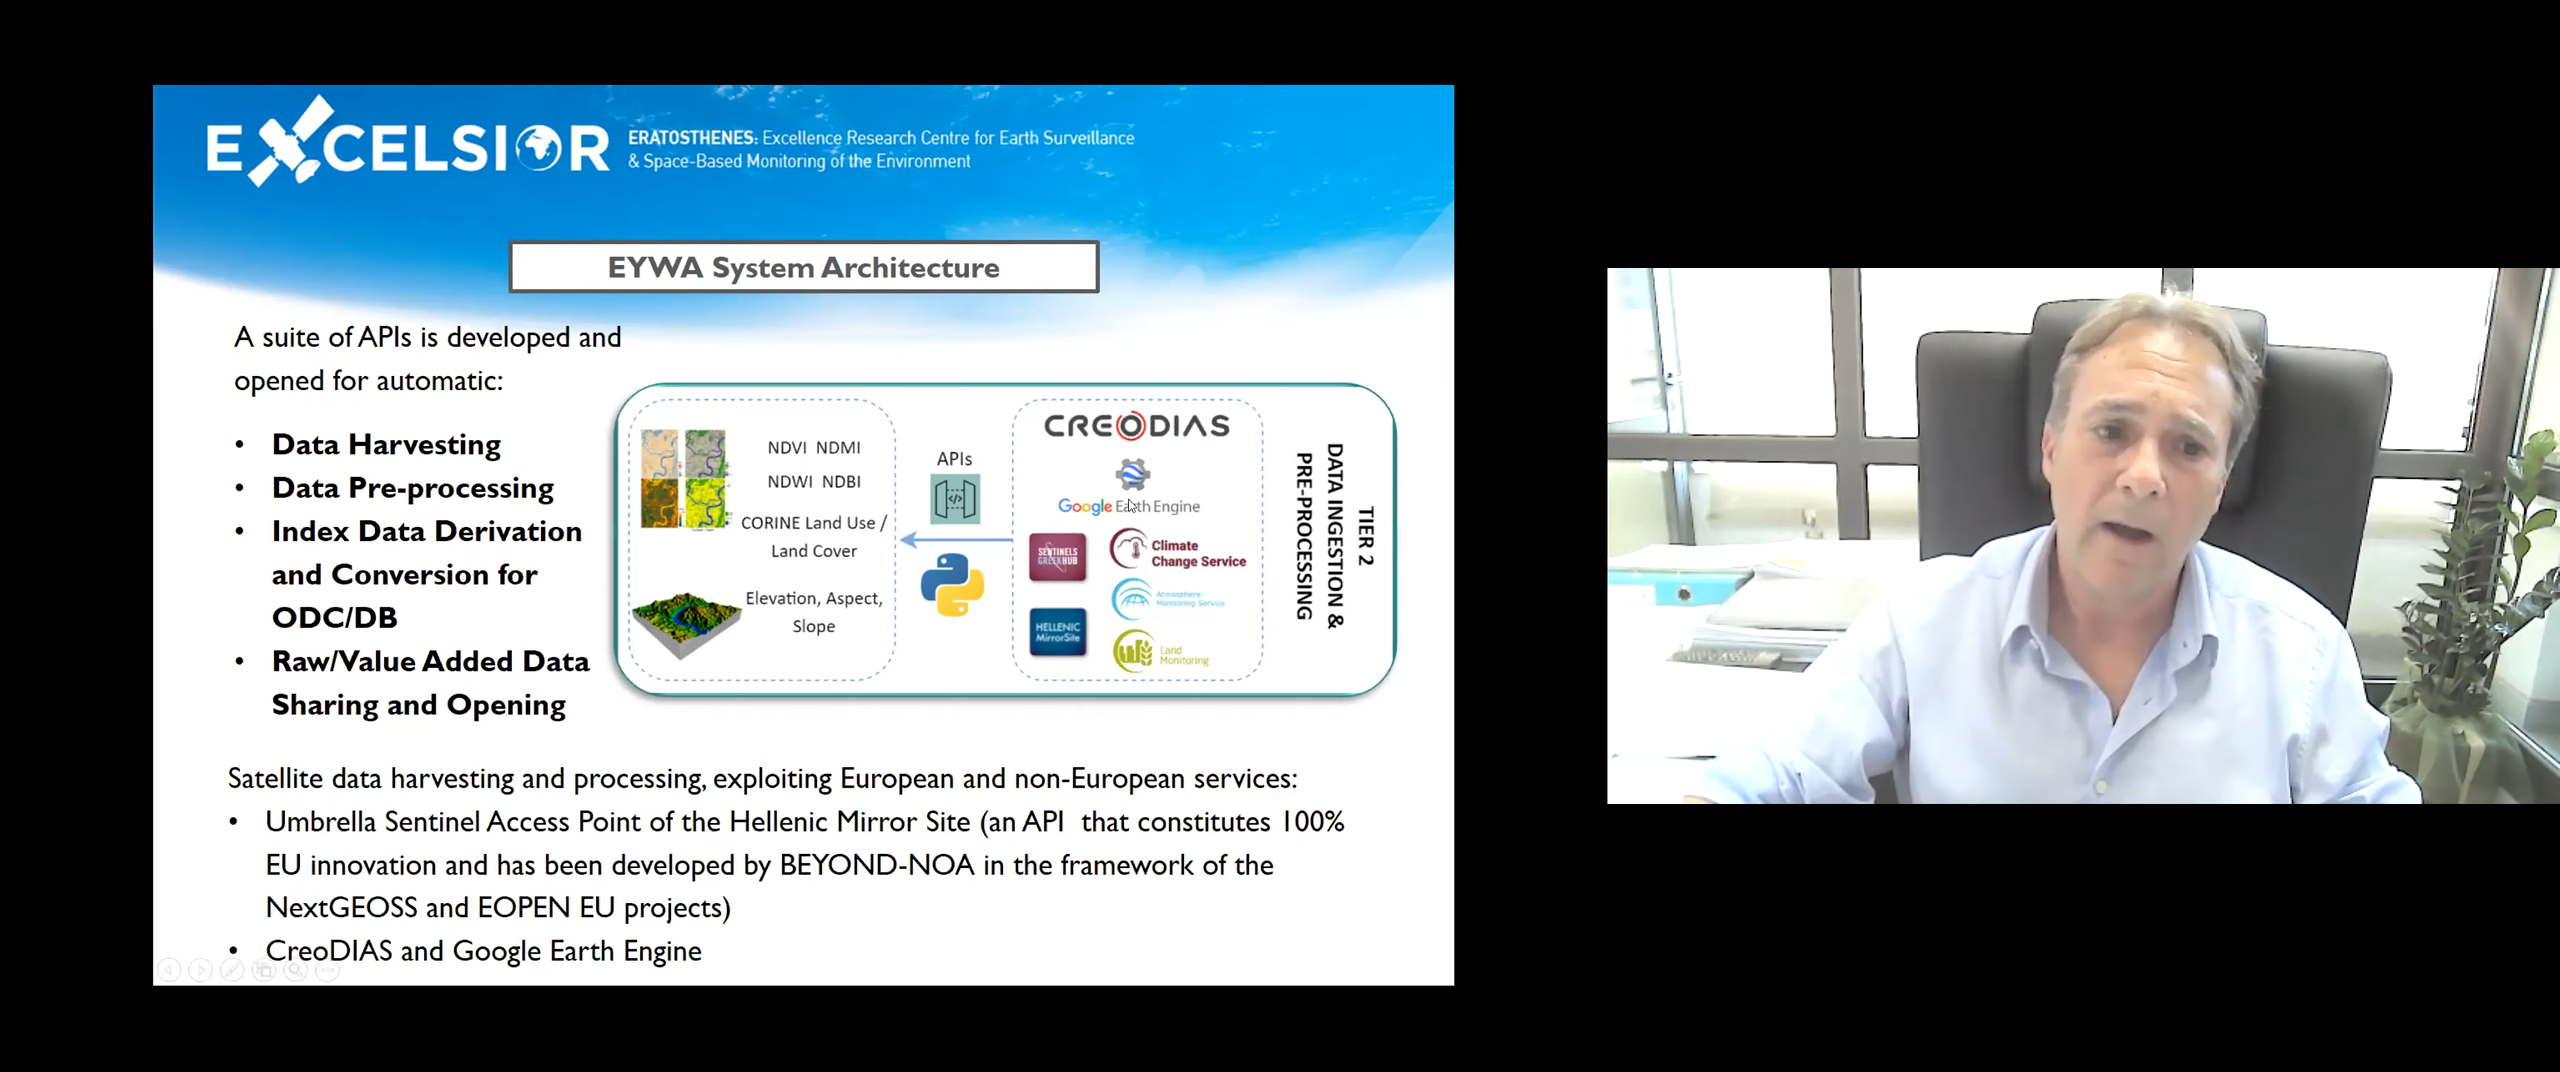 EXCELSIOR
ERATOSTHENES: Excellence Research Centre for Earth Surveillance
& Space-Based Monitoring of the Environment
EYWA System Architecture
A suite of APIs is developed and
opened for automatic:
• Data Harvesting
• Data Pre-processing
• Index Data Derivation
and Conversion for
ODC/DB
• Raw/Value Added Data
Sharing and Opening
NDVI NDMI
NDWI NDBI
CORINE Land Use /
Land Cover
Elevation, Aspect,
Slope
APIs
</>
CREODIAS
Google Earth Engine
SENTINELS
GREEKHUB
Climate
Change Service
Atmosphere
Monitoring Service
HELLENIC
MirrorSite
Land
Monitoring
TIER 2
DATA INGESTION &
PRE-PROCESSING
Satellite data harvesting and processing, exploiting European and non-European services:
• Umbrella Sentinel Access Point of the Hellenic Mirror Site (an API that constitutes 100%
EU innovation and has been developed by BEYOND-NOA in the framework of the
NextGEOSS and EOPEN EU projects)
• CreoDIAS and Google Earth Engine